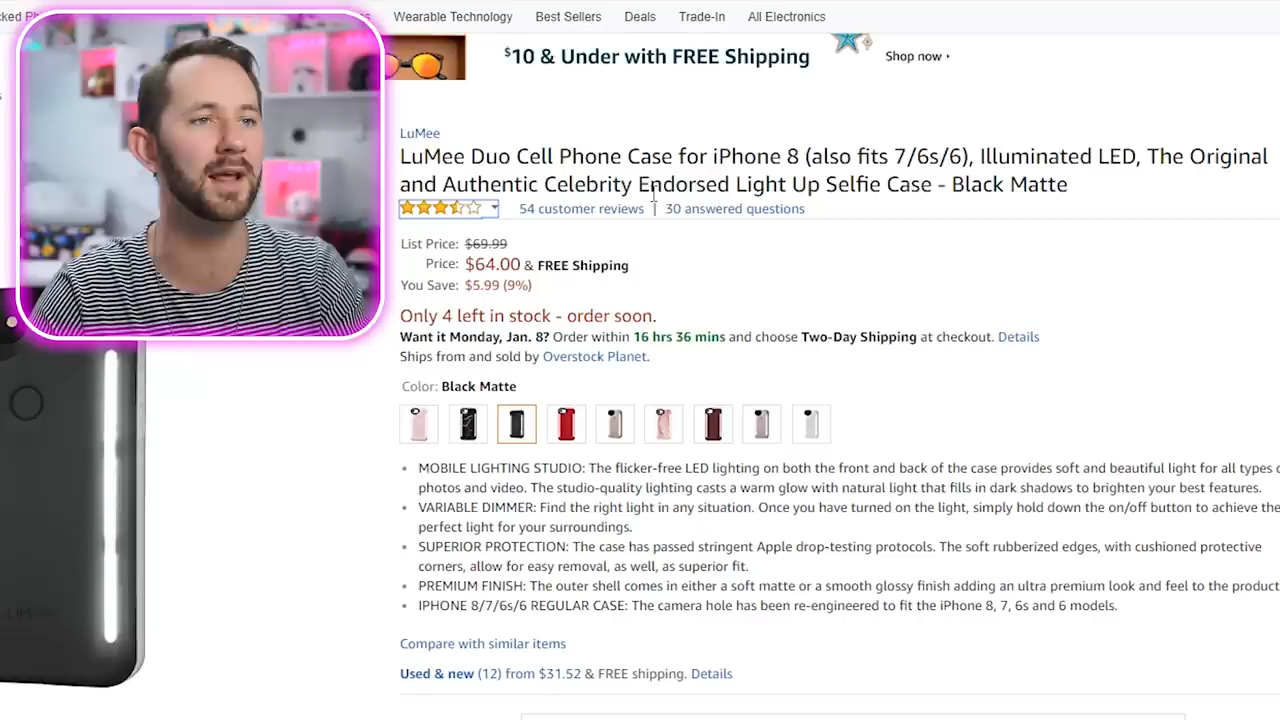 Wearable Technology Best Sellers Deals Trade-In All Electronics
$10 & Under with FREE Shipping Shop now
LuMee
LuMee Duo Cell Phone Case for iPhone 8 (also fits 7/6s/6), Illuminated LED, The Original
and Authentic Celebrity Endorsed Light Up Selfie Case - Black Matte
54 customer reviews | 30 answered questions
List Price: $69.99
Price: $64.00 & FREE Shipping
You Save: $5.99 (9%)
Only 4 left in stock - order soon.
Want it Monday, Jan. 8? Order within 16 hrs 36 mins and choose Two-Day Shipping at checkout. Details
Ships from and sold by Overstock Planet.
Color: Black Matte
• MOBILE LIGHTING STUDIO: The flicker-free LED lighting on both the front and back of the case provides soft and beautiful light for all types
photos and video. The studio-quality lighting casts a warm glow with natural light that fills in dark shadows to brighten your best features.
• VARIABLE DIMMER: Find the right light in any situation. Once you have turned on the light, simply hold down the on/off button to achieve the
perfect light for your surroundings.
• SUPERIOR PROTECTION: The case has passed stringent Apple drop-testing protocols. The soft rubberized edges, with cushioned protective
corners, allow for easy removal, as well, as superior fit.
• PREMIUM FINISH: The outer shell comes in either a soft matte or a smooth glossy finish adding an ultra premium look and feel to the product
• IPHONE 8/7/6s/6 REGULAR CASE: The camera hole has been re-engineered to fit the iPhone 8, 7, 6s and 6 models.
Compare with similar items
Used & new (12) from $31.52 & FREE shipping. Details